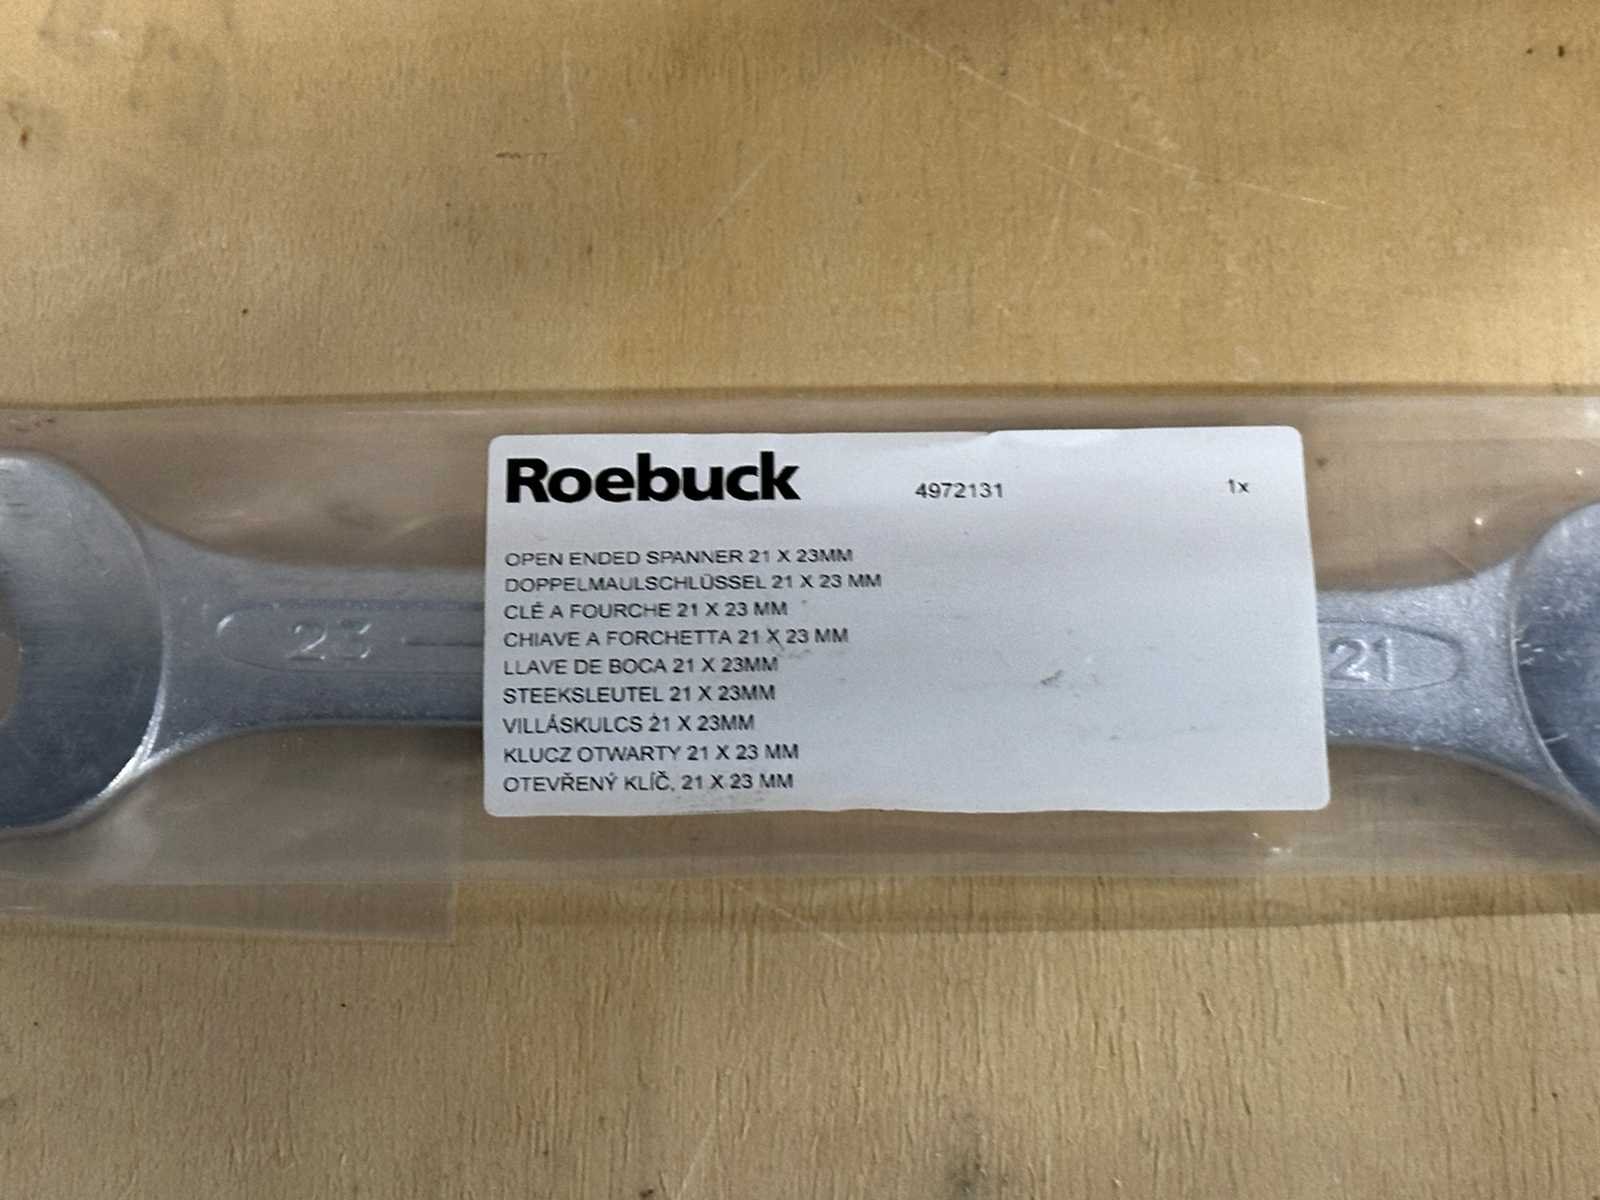 Roebuck 4972131 1x
OPEN ENDED SPANNER 21 X 23MM
DOPPELMAULSCHLÜSSEL 21 X 23 MM
CLÉ A FOURCHE 21 X 23 MM
CHIAVE A FORCHETTA 21 X 23 MM
LLAVE DE BOCA 21 X 23MM
STEEKSLEUTEL 21 X 23MM
VILLÁSKULCS 21 X 23MM
KLUCZ OTWARTY 21 X 23 MM
OTEVŘENÝ KLÍČ, 21 X 23 MM
23
21